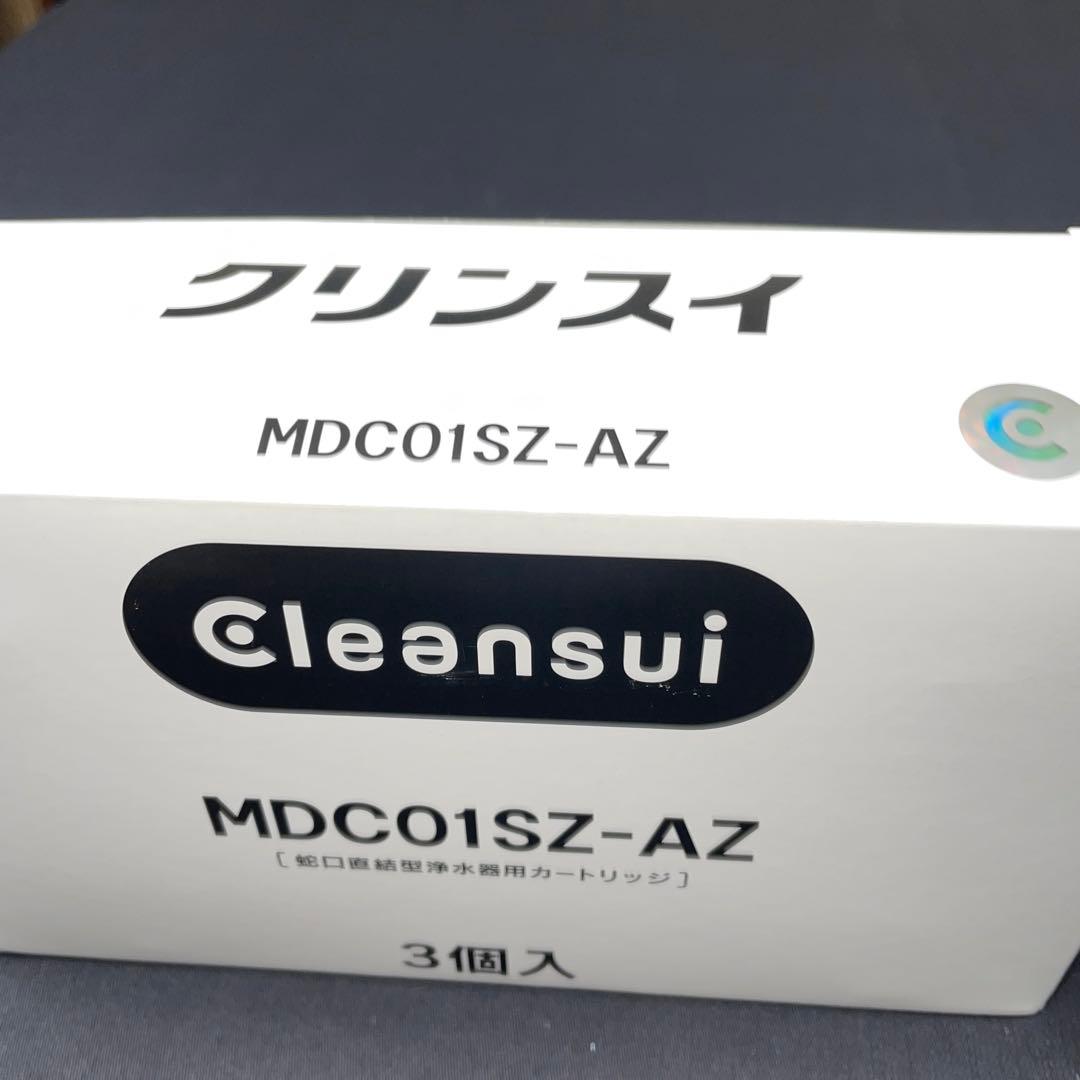 クリンスイ
MDC01SZ-AZ
Cleansui
MDC01SZ-AZ
[蛇口直結型浄水器用カートリッジ]
3個入